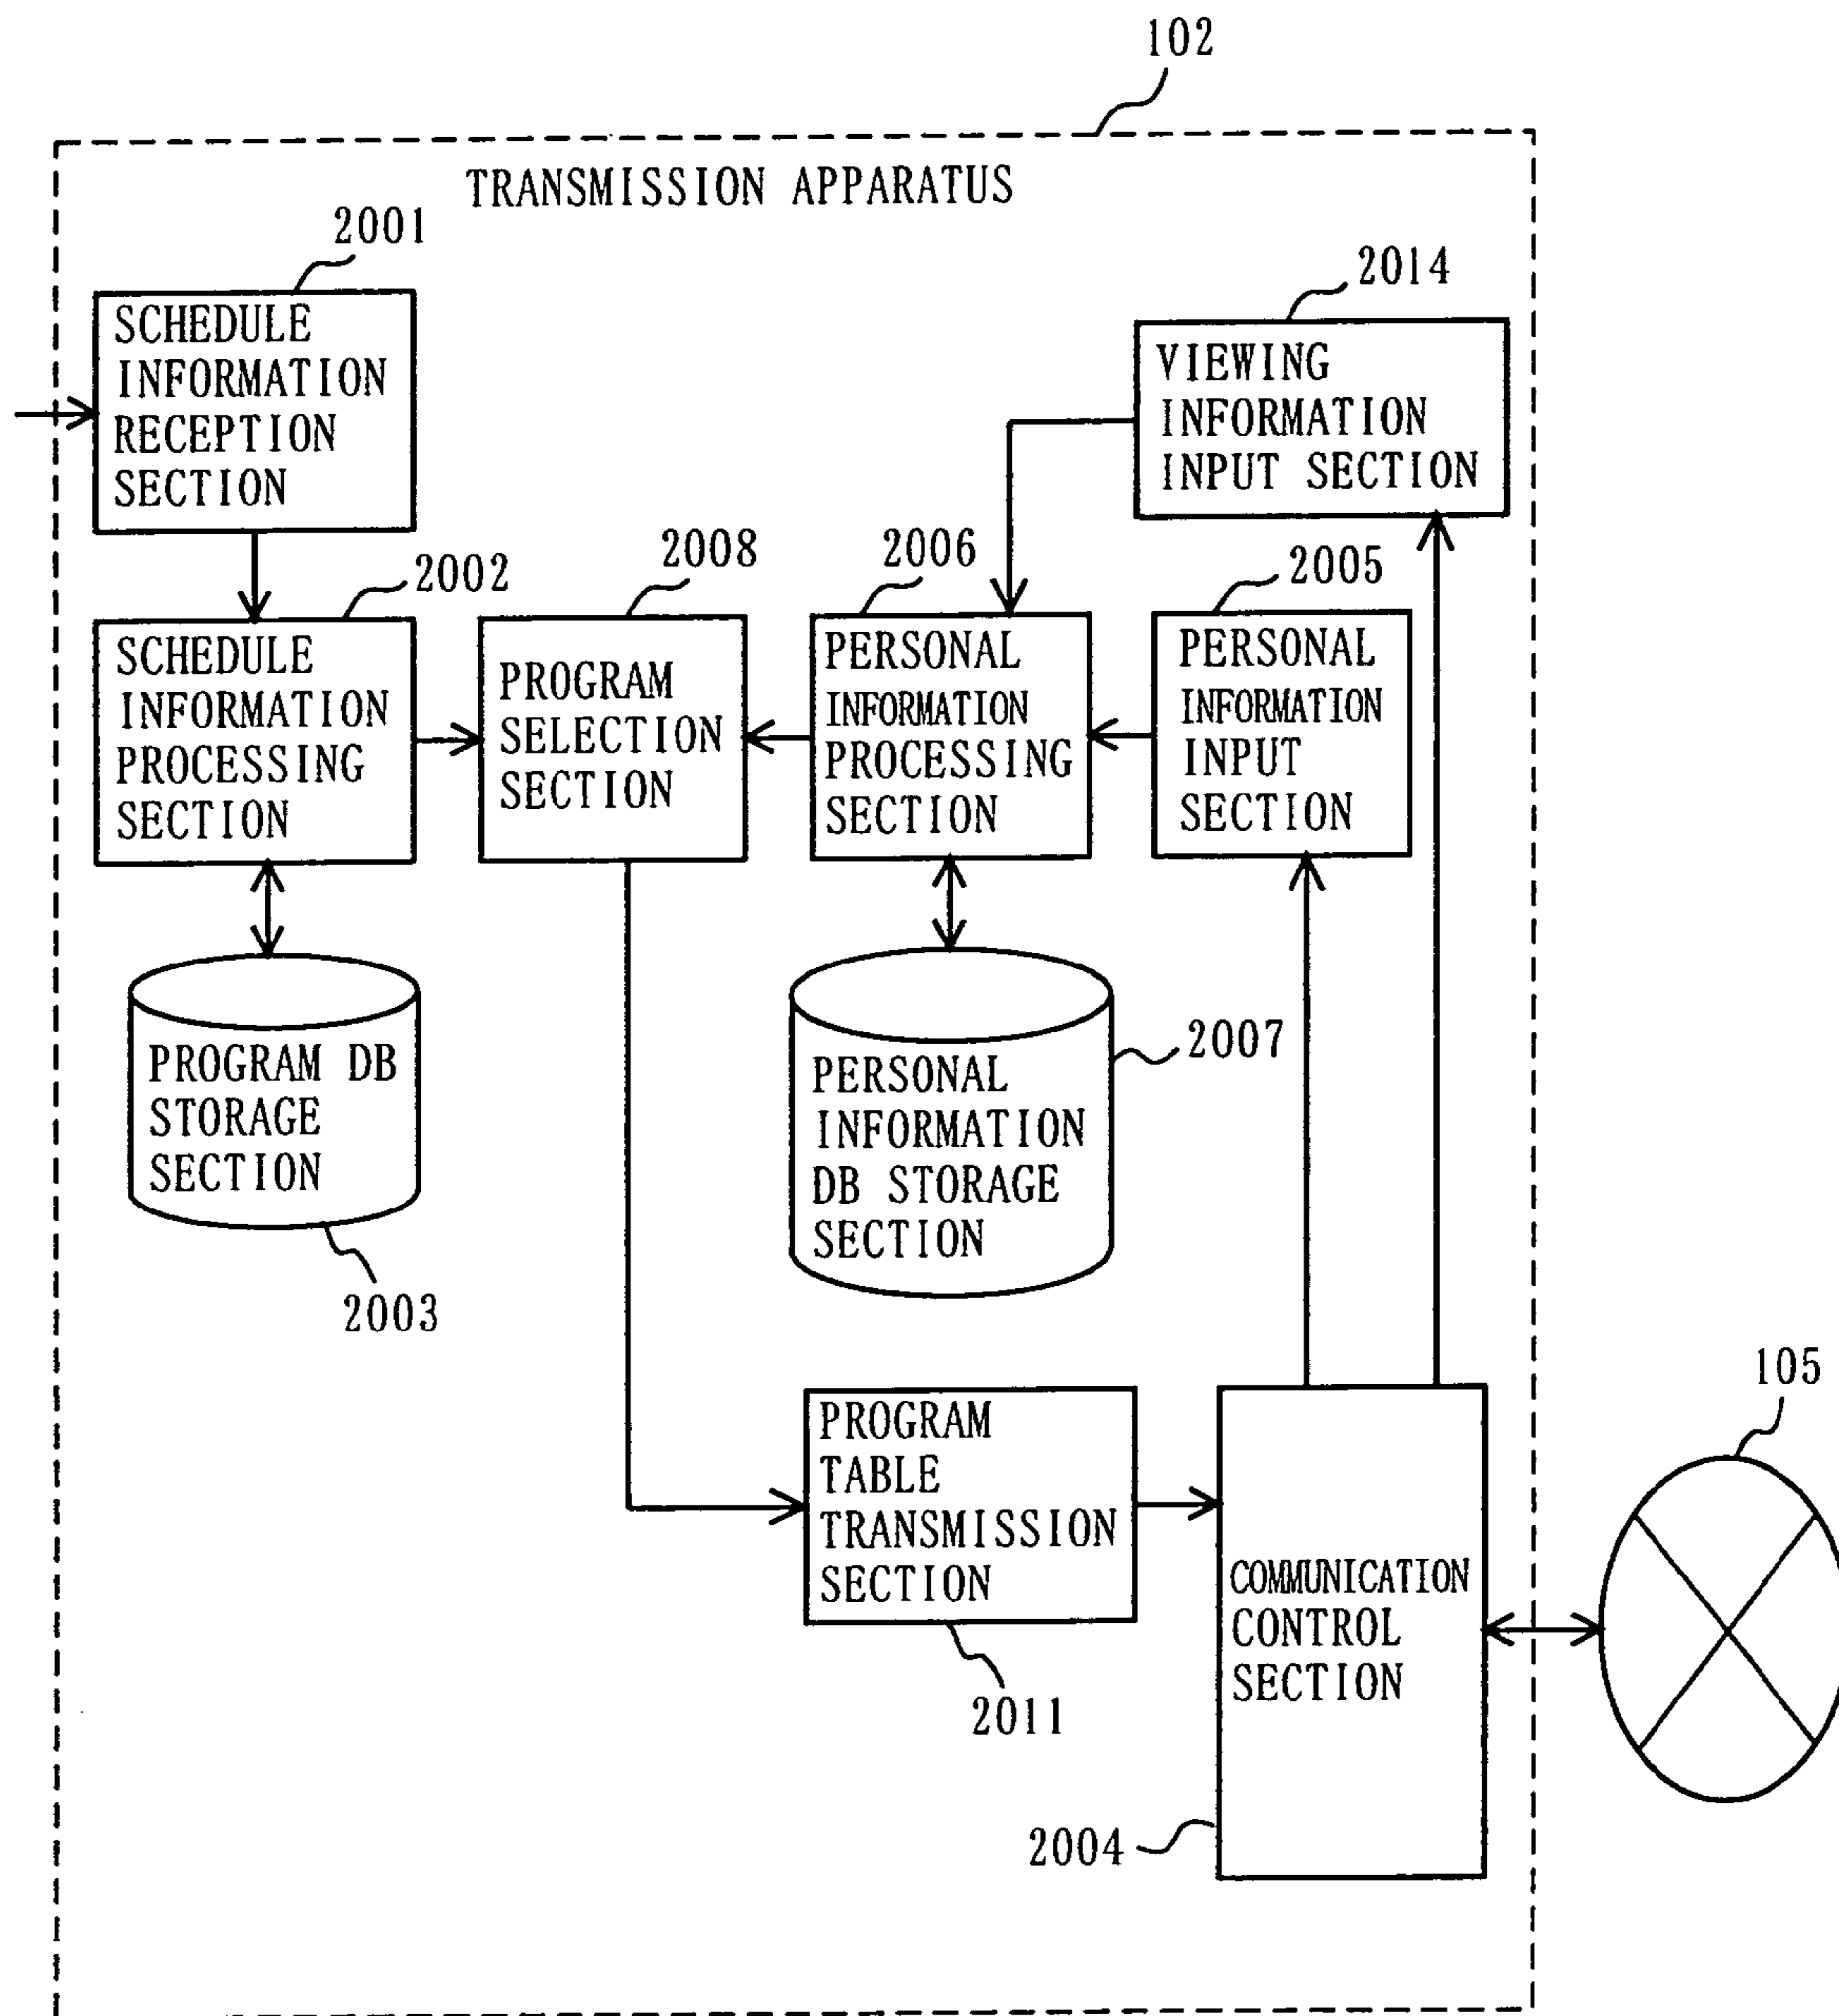 102
TRANSMISSION APPARATUS
2001
SCHEDULE
INFORMATION
RECEPTION
SECTION
2014
VIEWING
INFORMATION
INPUT SECTION
2002
SCHEDULE
INFORMATION
PROCESSING
SECTION
2008
PROGRAM
SELECTION
SECTION
2006
PERSONAL
INFORMATION
PROCESSING
SECTION
2005
PERSONAL
INFORMATION
INPUT
SECTION
PROGRAM DB
STORAGE
SECTION
2003
PERSONAL
INFORMATION
DB STORAGE
SECTION
2007
PROGRAM
TABLE
TRANSMISSION
SECTION
2011
COMMUNICATION
CONTROL
SECTION
2004
105